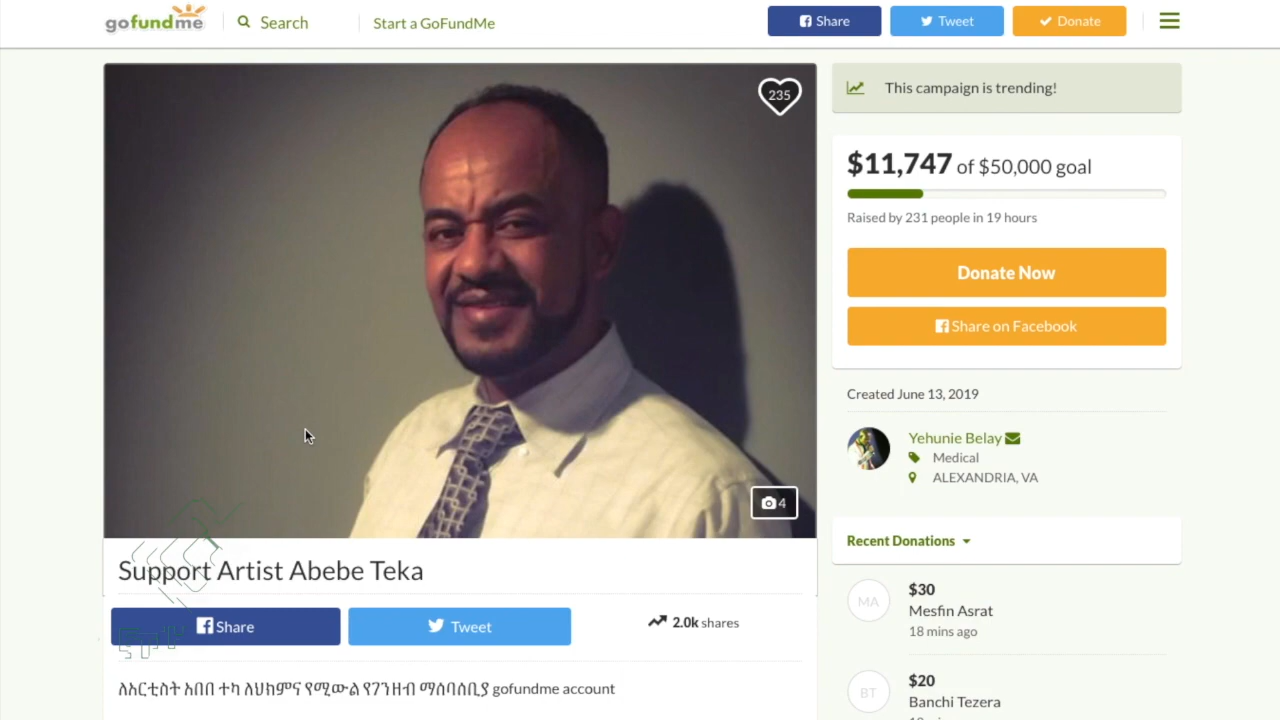 gofundme
Search
Start a GoFundMe
Share
Tweet
Donate
235
4
Support Artist Abebe Teka
Share
Tweet
2.0k shares
ለአርቲስት አበበ ተካ ለህክምና የሚውል የገንዘብ ማሰባሰቢያ gofundme account
This campaign is trending!
$11,747 of $50,000 goal
Raised by 231 people in 19 hours
Donate Now
Share on Facebook
Created June 13, 2019
Yehunie Belay
Medical
ALEXANDRIA, VA
Recent Donations
MA
$30
Mesfin Asrat
18 mins ago
BT
$20
Banchi Tezera